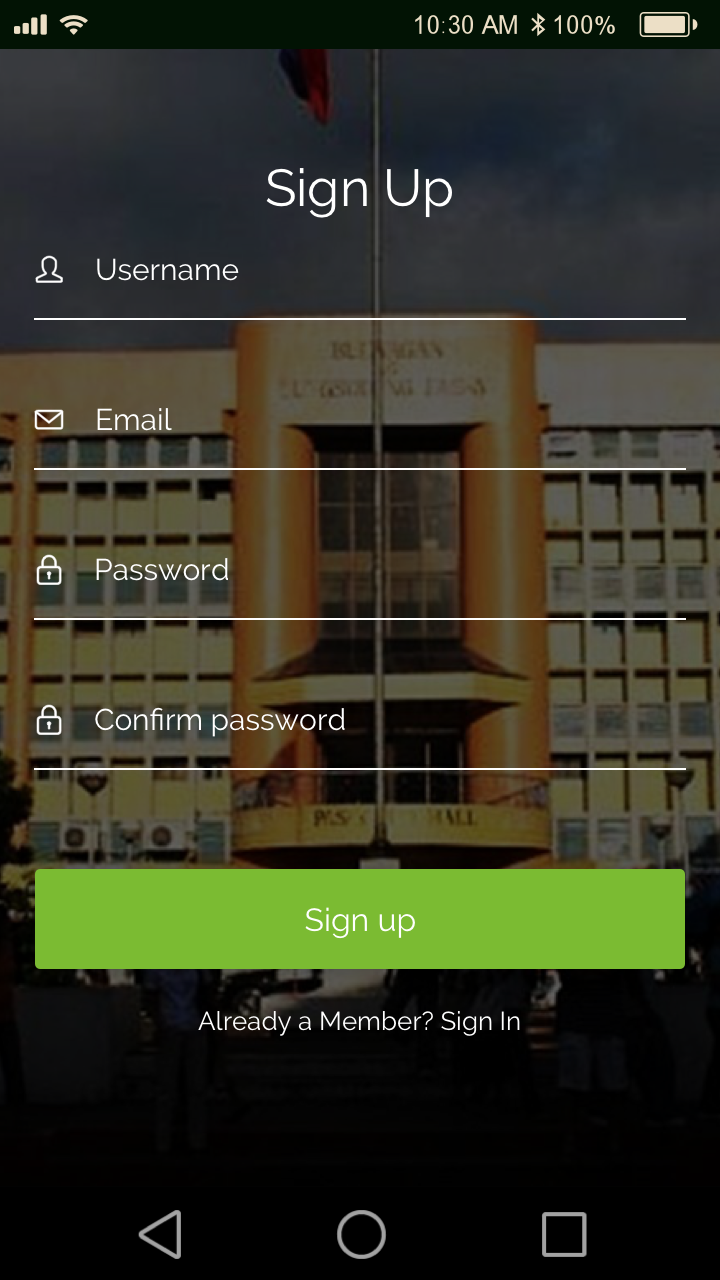 10:30 AM 100%
Sign Up
Username
Email
Password
Confirm password
Sign up
Already a Member? Sign In